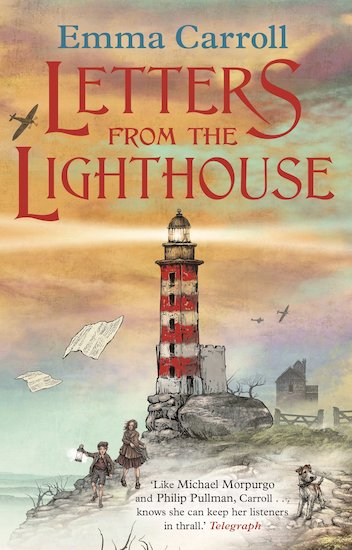 Emma Carroll
LETTERS
FROM THE
LIGHTHOUSE
‘Like Michael Morpurgo
and Philip Pullman, Carroll . . .
knows she can keep her listeners
in thrall.’ Telegraph